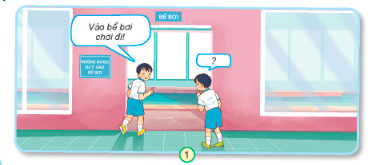 BỂ BƠI
Vào bể bơi
chơi đi!
?
KHÔNG ĐƯỢC
TỰ Ý VÀO
BỂ BƠI
1